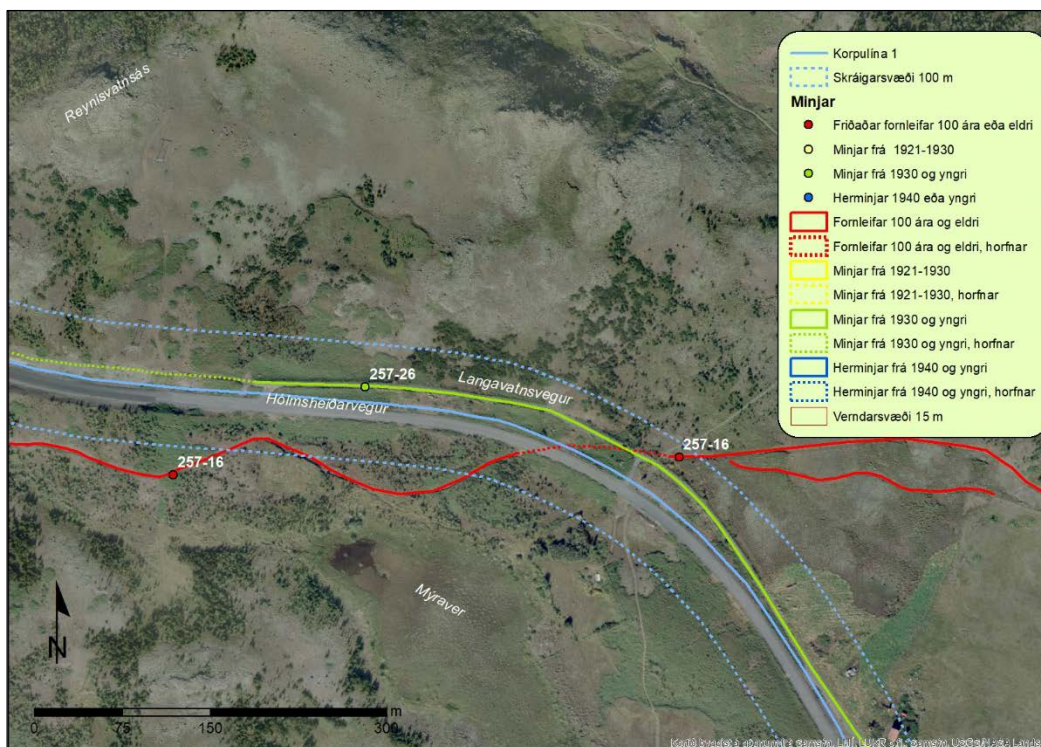 Korpulína 1
Skráigarsvæði 100 m
Minjar
Friðaðar fornleifar 100 ára eða eldri
Minjar frá 1921-1930
Minjar frá 1930 og yngri
Herminjar 1940 eða yngri
Fornleifar 100 ára og eldri
Fornleifar 100 ára og eldri, horfnar
Minjar frá 1921-1930
Minjar frá 1921-1930, horfnar
Minjar frá 1930 og yngri
Minjar frá 1930 og yngri, horfnar
Herminjar frá 1940 og yngri
Herminjar frá 1940 og yngri, horfnar
Verndarsvæði 15 m
Reynisvatnsás
257-26
Langavatnsvegur
Hólmsheiðarvegur
257-16
257-16
Mýraver
N
m
0 75 150 300